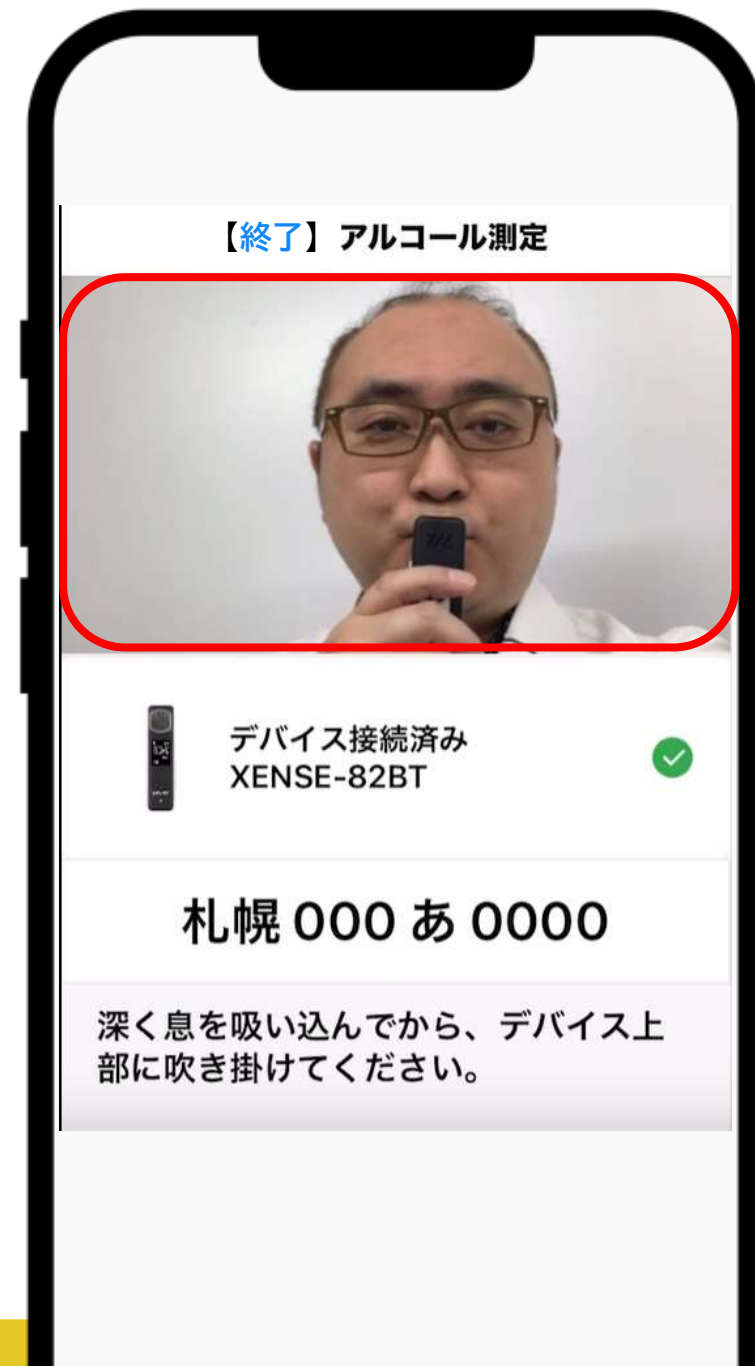 【終了】アルコール測定
デバイス接続済み
XENSE-82BT
札幌 000 あ 0000
深く息を吸い込んでから、デバイス上
部に吹き掛けてください。